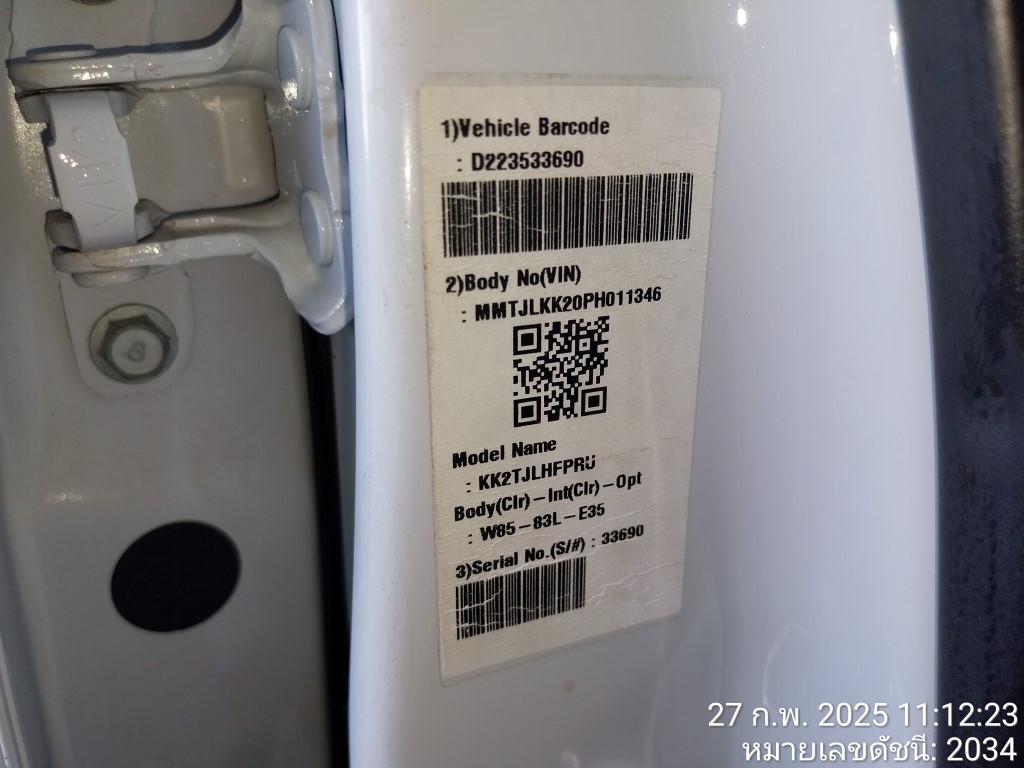 VH2
1)Vehicle Barcode
: D223533690
2)Body No(VIN)
: MMTJLKK20PH011346
Model Name
: KK2TJLHFPRU
Body(Clr)-Int(Clr)-Opt
: W85-83L-E35
3)Serial No.(S/#) : 33690
27 ก.พ. 2025 11:12:23
หมายเลขดัชนี: 2034